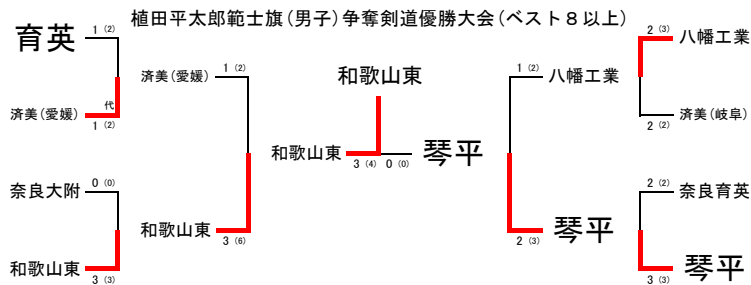 植田平太郎範士旗(男子)争奪剣道優勝大会(ベスト8以上)
育英
1 (2)
代
済美(愛媛)
1 (2)
奈良大附
0 (0)
和歌山東
3 (3)
済美(愛媛)
1 (2)
和歌山東
3 (6)
和歌山東
和歌山東
3 (4)
0 (0)
琴平
1 (2)
八幡工業
2 (3)
琴平
2 (3)
八幡工業
2 (2)
済美(岐阜)
2 (2)
奈良育英
3 (3)
琴平